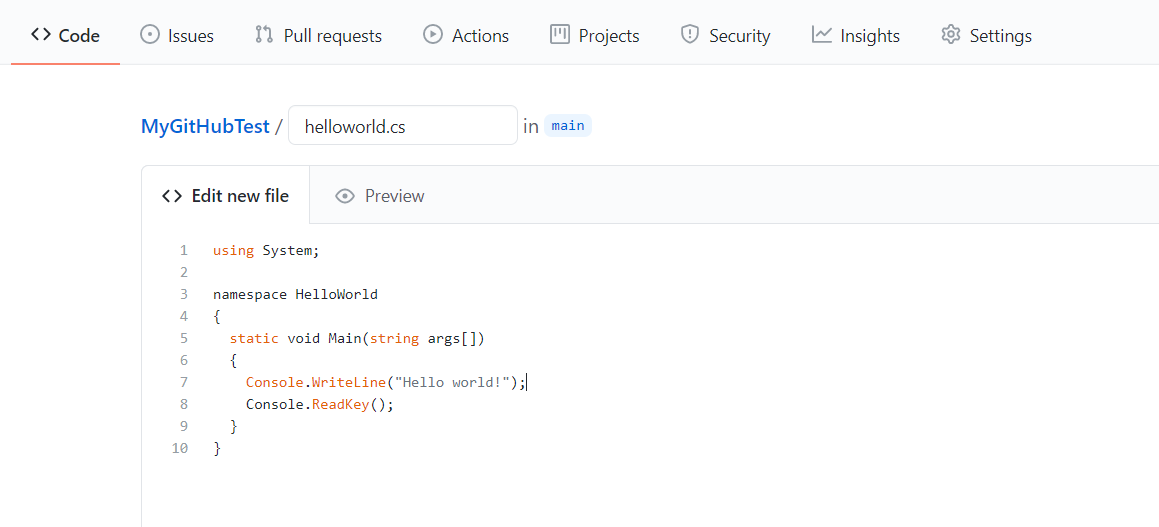 Code Issues Pull requests Actions Projects Security Insights Settings
MyGitHubTest / helloworld.cs in main
Edit new file Preview
1 using System;
2
3 namespace HelloWorld
4 {
5 static void Main(string args[])
6 {
7 Console.WriteLine("Hello world!");
8 Console.ReadKey();
9 }
10 }